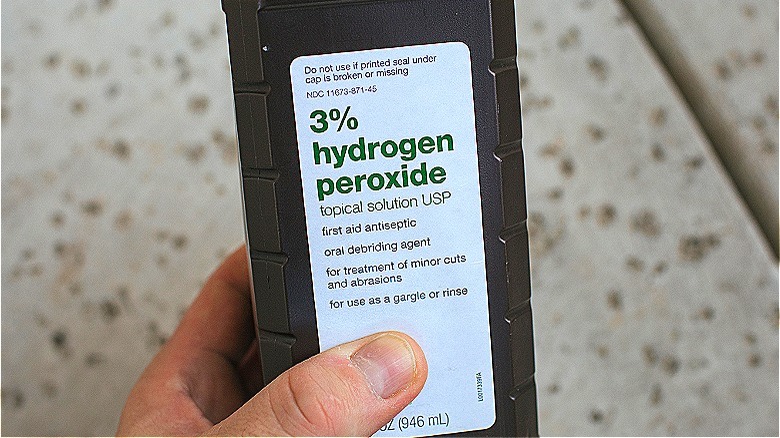 Do not use if printed seal under
cap is broken or missing
NDC 11673-871-45
3%
hydrogen
peroxide
topical solution USP
first aid antiseptic
oral debriding agent
for treatment of minor cuts
and abrasions
for use as a gargle or rinse
OZ (946 mL)